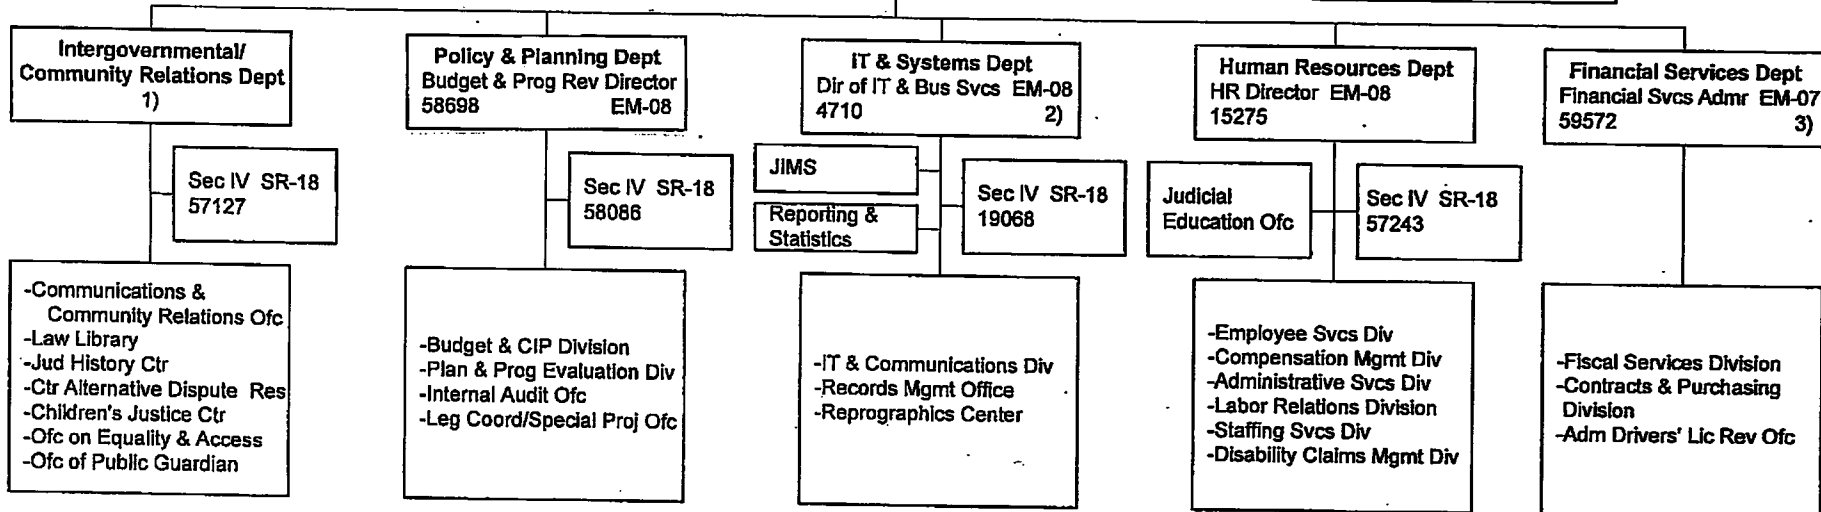 Intergovernmental/
Community Relations Dept
1)
Policy & Planning Dept
Budget & Prog Rev Director
58698 EM-08
IT & Systems Dept
Dir of IT & Bus Svcs EM-08
4710 2)
Human Resources Dept
HR Director EM-08
15275
Financial Services Dept
Financial Svcs Admr EM-07
59572 3)
Sec IV SR-18
57127
Sec IV SR-18
58086
JIMS
Reporting &
Statistics
Sec IV SR-18
19068
Judicial
Education Ofc
Sec IV SR-18
57243
-Communications &
Community Relations Ofc
-Law Library
-Jud History Ctr
-Ctr Alternative Dispute Res
-Children's Justice Ctr
-Ofc on Equality & Access
-Ofc of Public Guardian
-Budget & CIP Division
-Plan & Prog Evaluation Div
-Internal Audit Ofc
-Leg Coord/Special Proj Ofc
-IT & Communications Div
-Records Mgmt Office
-Reprographics Center
-Employee Svcs Div
-Compensation Mgmt Div
-Administrative Svcs Div
-Labor Relations Division
-Staffing Svcs Div
-Disability Claims Mgmt Div
-Fiscal Services Division
-Contracts & Purchasing
Division
-Adm Drivers' Lic Rev Ofc